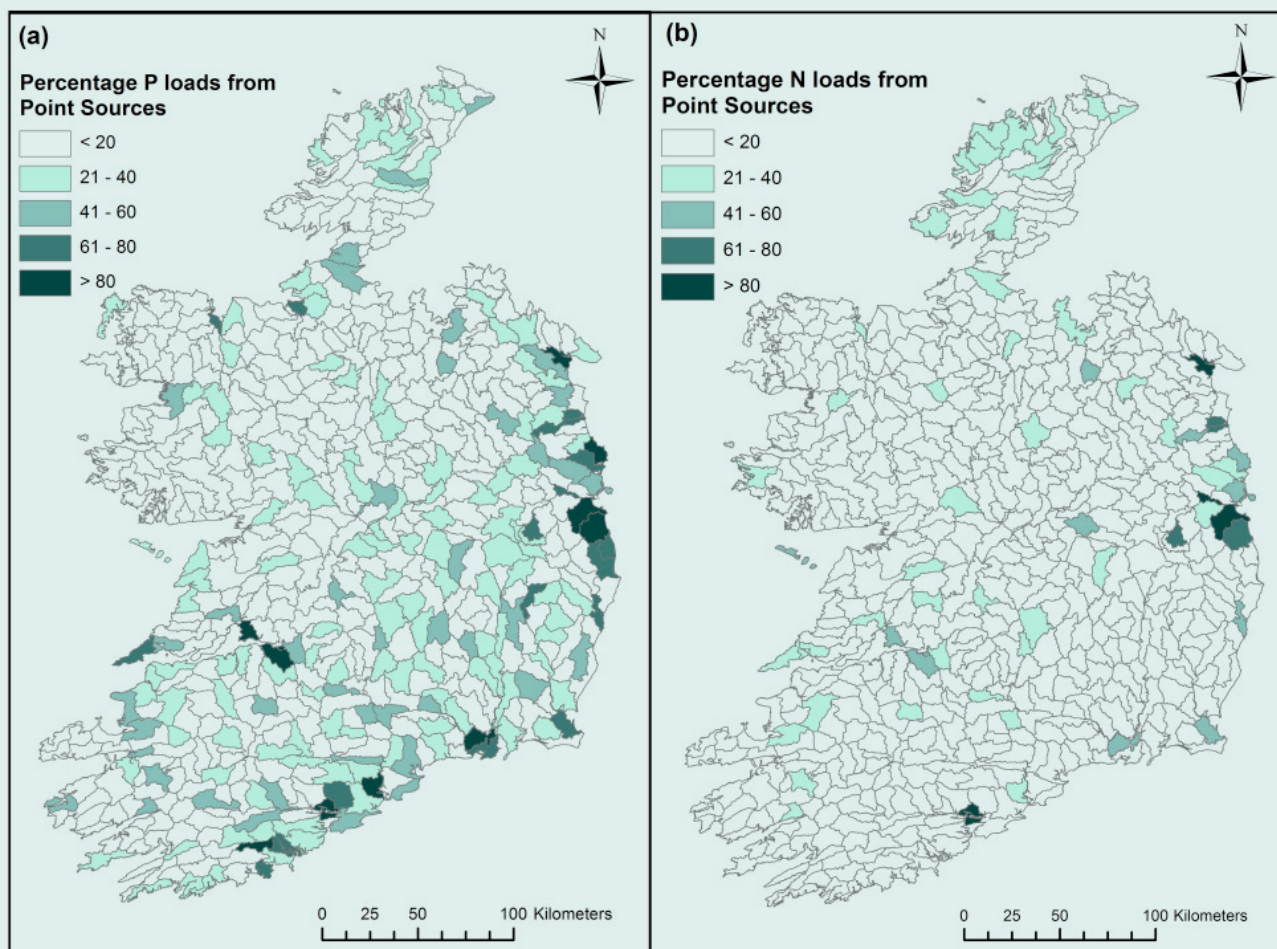 (a)
N
Percentage P loads from
Point Sources
< 20
21 - 40
41 - 60
61 - 80
> 80
0 25 50 100 Kilometers
(b)
N
Percentage N loads from
Point Sources
< 20
21 - 40
41 - 60
61 - 80
> 80
0 25 50 100 Kilometers